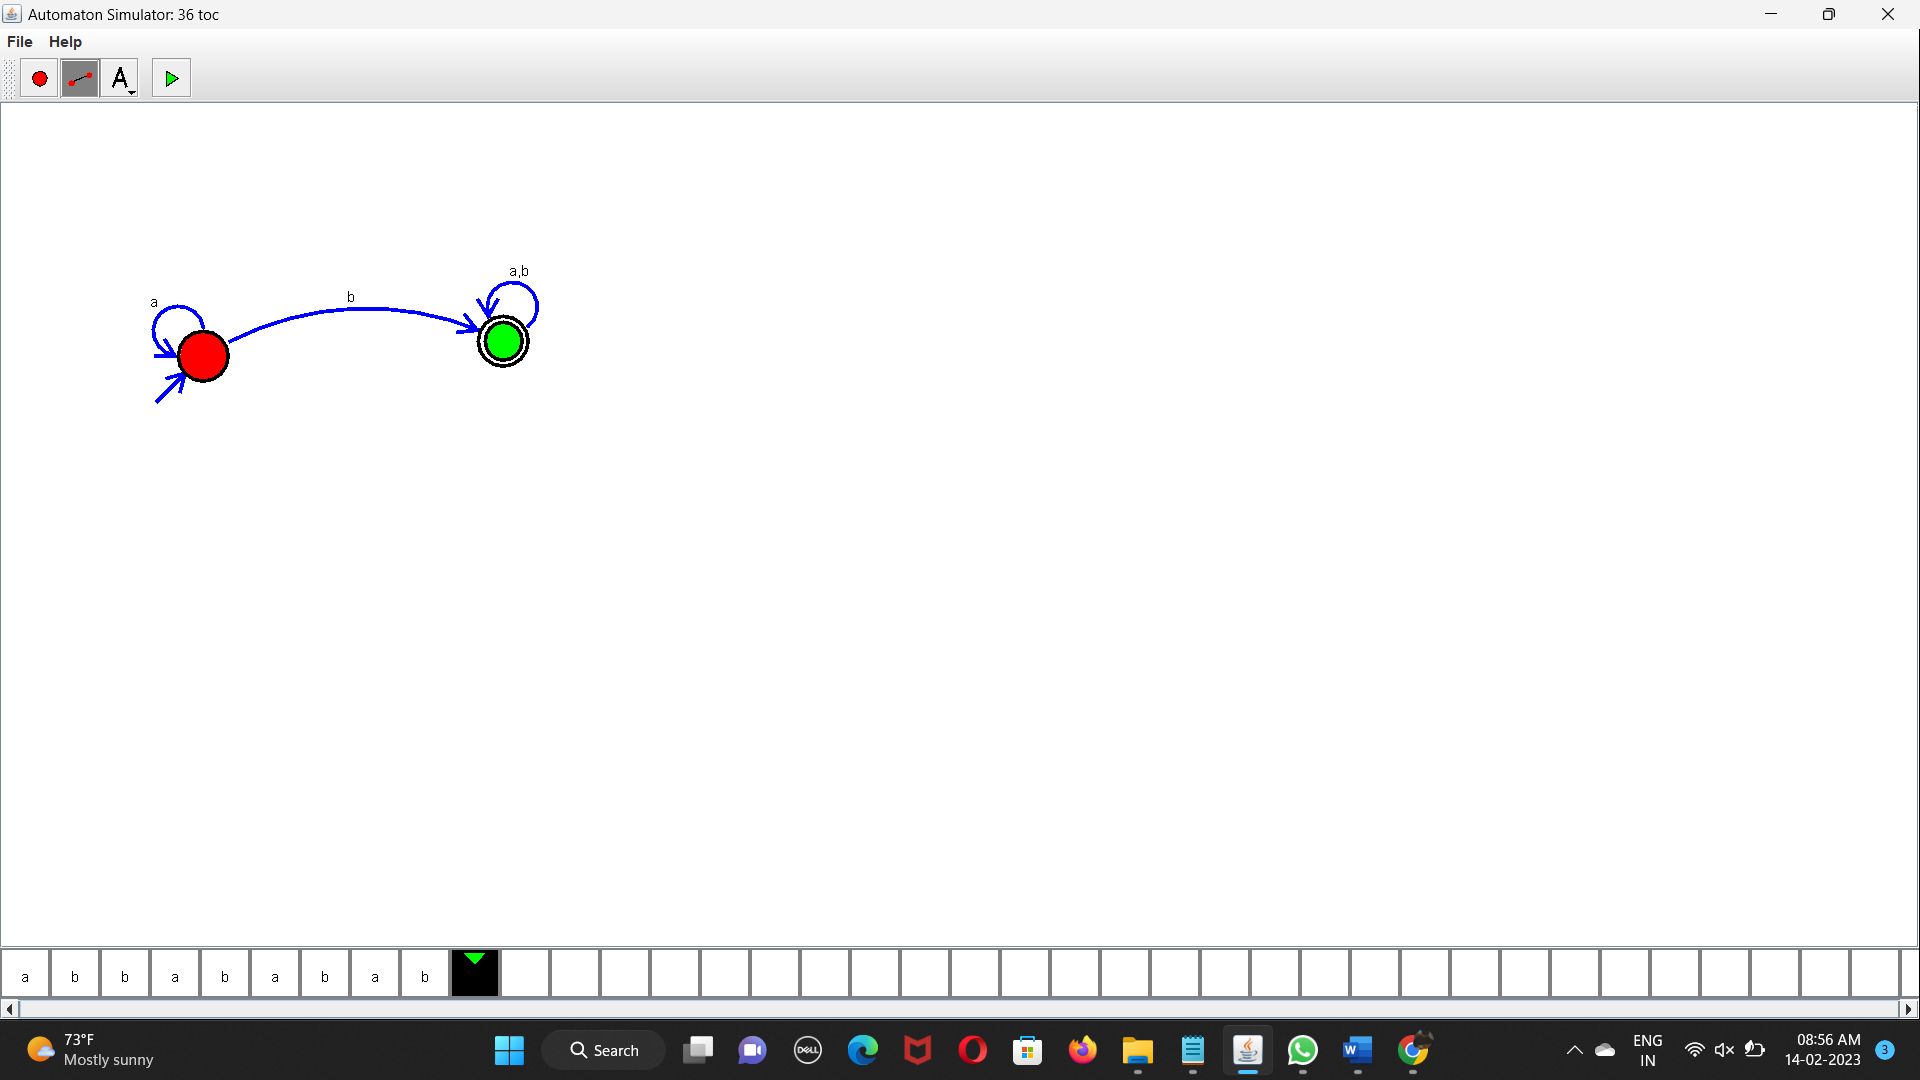 Automaton Simulator: 36 toc
File Help
A
a,b
b
a
a b b a b a b a b
73°F
Mostly sunny
Search
DELL
W
ENG
IN
08:56 AM
14-02-2023
3